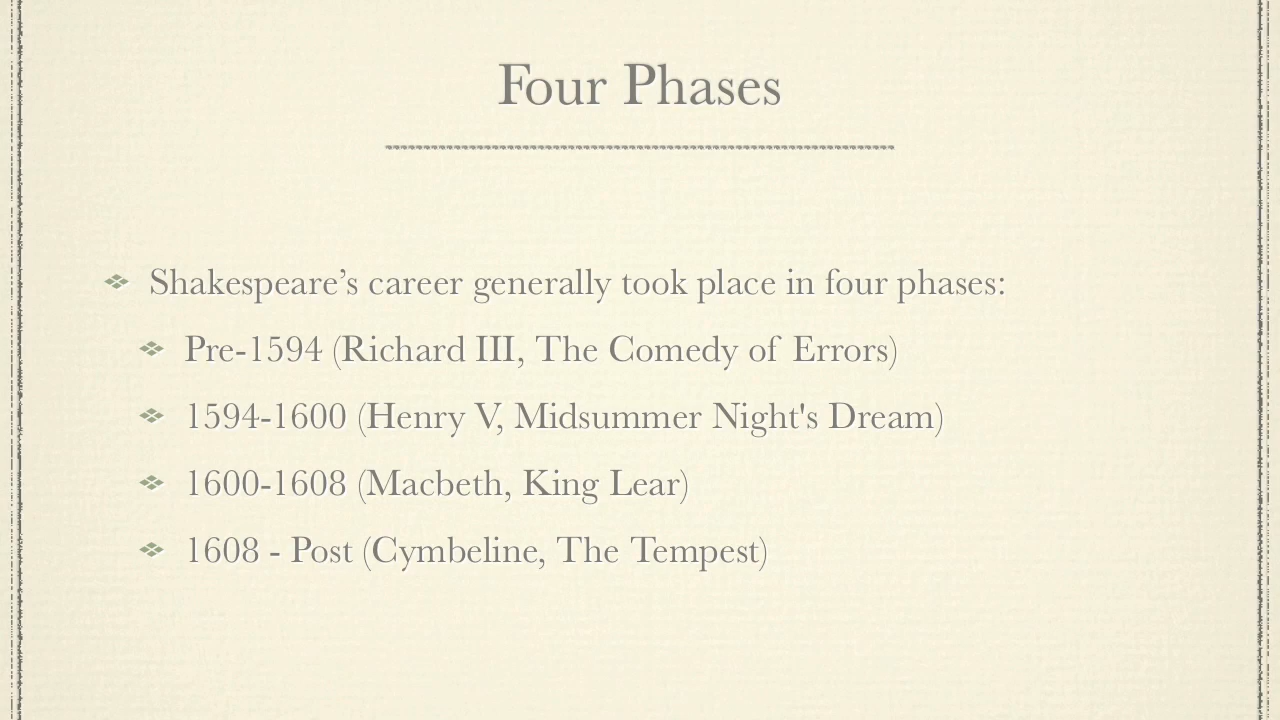 Four Phases
Shakespeare’s career generally took place in four phases:
Pre-1594 (Richard III, The Comedy of Errors)
1594-1600 (Henry V, Midsummer Night's Dream)
1600-1608 (Macbeth, King Lear)
1608 - Post (Cymbeline, The Tempest)